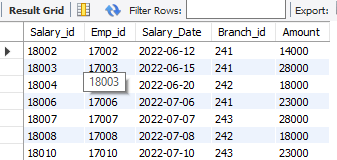 Result Grid Filter Rows: Export:
Salary_id Emp_id Salary_Date Branch_id Amount
18002 17002 2022-06-12 241 14000
18003 17003 2022-06-15 241 28000
18004 18003 2022-06-20 242 18000
18006 17006 2022-07-06 241 23000
18007 17007 2022-07-06 243 28000
18008 17008 2022-07-08 242 18000
18010 17010 2022-07-10 243 23000